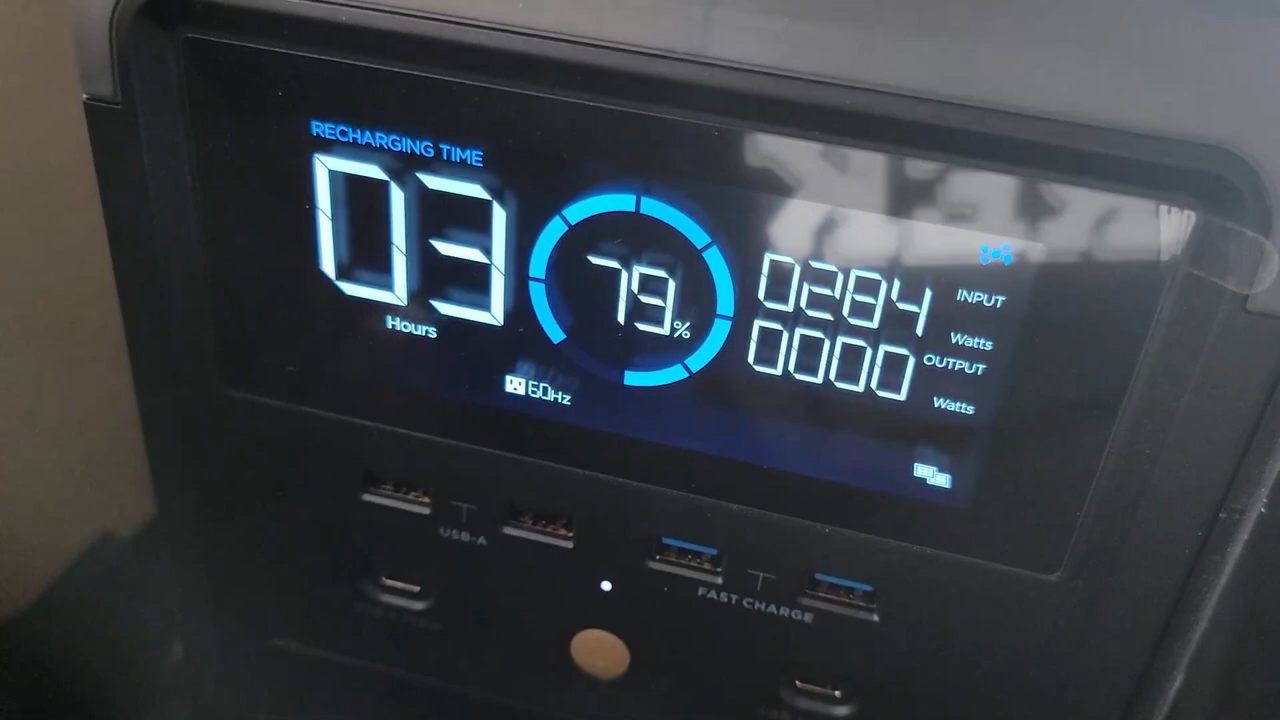 RECHARGING TIME
03
Hours
79%
0284
INPUT
Watts
0000
OUTPUT
Watts
60Hz
USB-A
FAST CHARGE